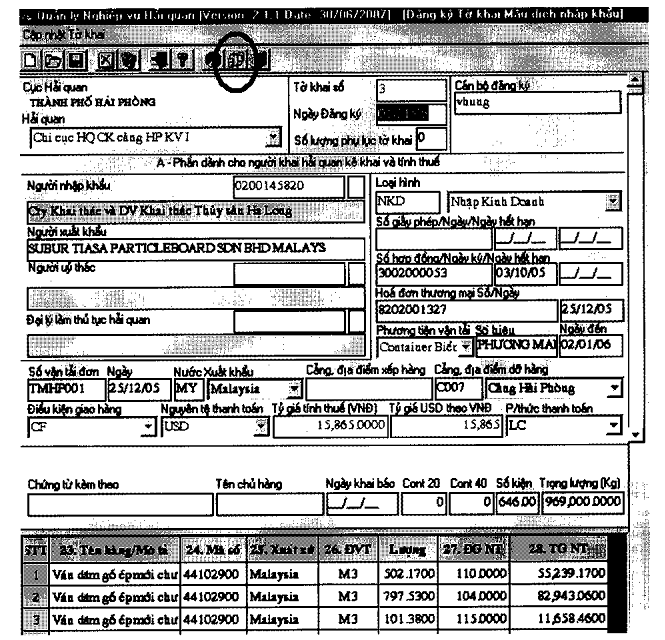 Quản lý Nghiệp vụ Hải quan [Version: 2.1.1 Date: 30/06/2007] [Đăng ký Tờ khai Mậu dịch nhập khẩu]
Cập nhật Tờ khai
Cục Hải quan
THÀNH PHỐ HẢI PHÒNG
Hải quan
Chi cục HQ CK cảng HP KV I
Tờ khai số 3
Ngày Đăng ký
Số lượng phụ lục tờ khai 0
Cán bộ đăng ký
vhung
A - Phần dành cho người khai hải quan kê khai và tính thuế
Người nhập khẩu 0200145820
Cty Khai thác và DV Khai thác Thủy sản Hạ Long
Người xuất khẩu
SUBUR TIASA PARTICLEBOARD SDN BHD MALAYS
Người uỷ thác
Đại lý làm thủ tục hải quan
Loại hình
NKD Nhập Kinh Doanh
Số giấy phép/Ngày/Ngày hết hạn
__/__/__ __/__/__
Số hợp đồng/Ngày ký/Ngày hết hạn
3002000053 03/10/05 __/__/__
Hoá đơn thương mại Số/Ngày
8202001327 25/12/05
Phương tiện vận tải Số hiệu Ngày đến
Container Biể PHUONG MAI 02/01/06
Số vận tải đơn Ngày Nước Xuất khẩu Cảng, địa điểm xếp hàng Cảng, địa điểm dỡ hàng
TMHP001 25/12/05 MY Malaysia C007 Cảng Hải Phòng
Điều kiện giao hàng Nguyên tệ thanh toán Tỷ giá tính thuế (VNĐ) Tỷ giá USD theo VNĐ P/thức thanh toán
CF USD 15,865.0000 15,865 LC
Chứng từ kèm theo Tên chủ hàng Ngày khai báo Cont 20 Cont 40 Số kiện Trọng lượng (Kg)
__/__/__ 0 0 646.00 969,000.0000
STT 23. Tên hàng/Mô tả 24. Mã số 25. Xuất xứ 26. ĐVT Lượng 27. ĐG NT 28. TG NT
1 Ván dăm gỗ ép mới chư 44102900 Malaysia M3 502.1700 110.0000 55,239.1700
2 Ván dăm gỗ ép mới chư 44102900 Malaysia M3 797.5300 104.0000 82,943.0600
3 Ván dăm gỗ ép mới chư 44102900 Malaysia M3 101.3800 115.0000 11,658.4600